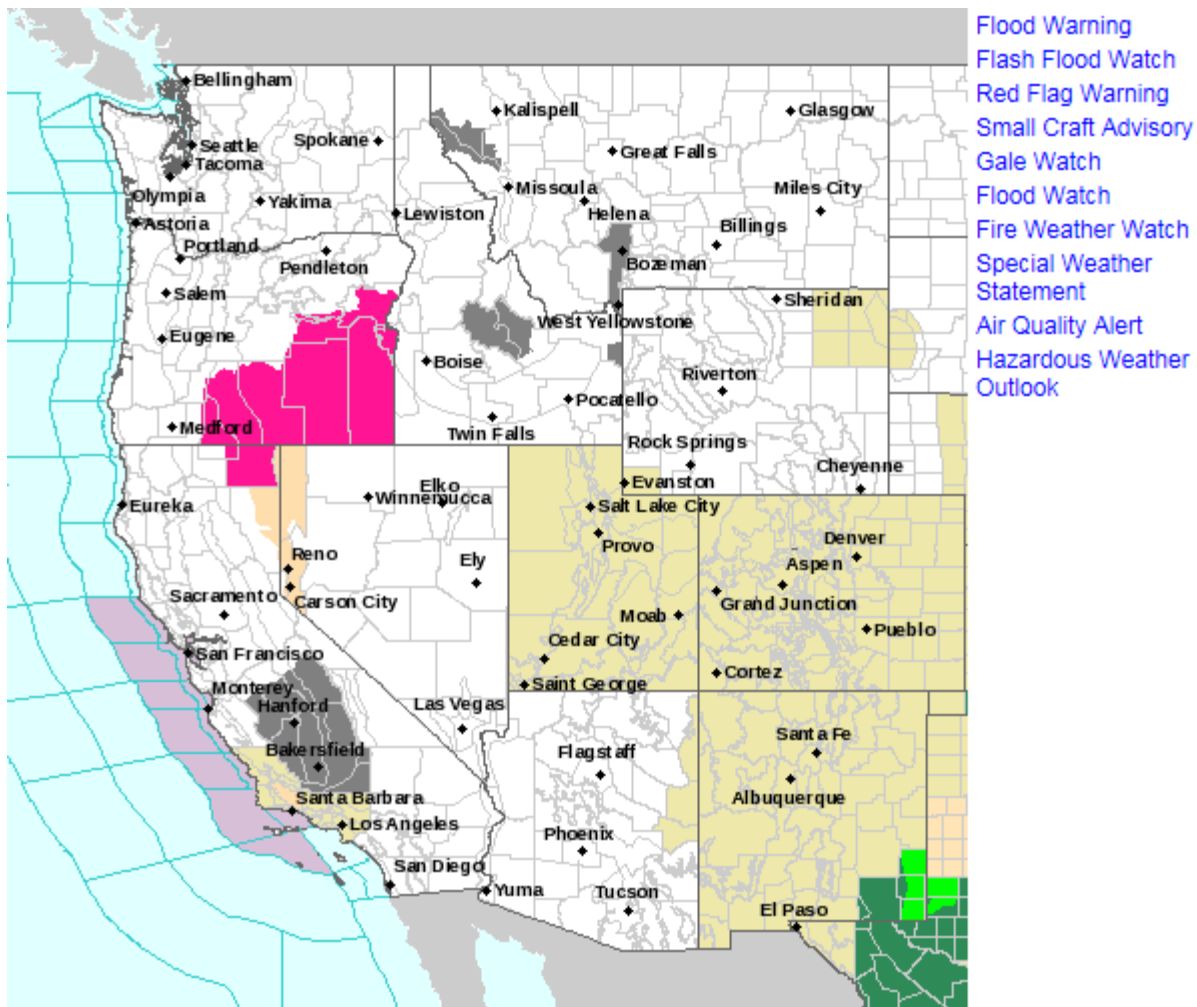 Flood Warning
Flash Flood Watch
Red Flag Warning
Small Craft Advisory
Gale Watch
Flood Watch
Fire Weather Watch
Special Weather
Statement
Air Quality Alert
Hazardous Weather
Outlook
Bellingham
Kalispell
Glasgow
Seattle
Spokane
Great Falls
Tacoma
Missoula
Miles City
Olympia
Yakima
Lewiston
Helena
Astoria
Billings
Portland
Pendleton
Bozeman
Salem
Sheridan
West Yellowstone
Eugene
Boise
Riverton
Pocatello
Medford
Twin Falls
Rock Springs
Cheyenne
Elko
Evanston
Winnemucca
Eureka
Salt Lake City
Denver
Provo
Reno
Ely
Aspen
Sacramento
Carson City
Grand Junction
Moab
Pueblo
Cedar City
San Francisco
Cortez
Saint George
Monterey
Hanford
Las Vegas
Santa Fe
Bakersfield
Flagstaff
Albuquerque
Santa Barbara
Los Angeles
Phoenix
San Diego
Yuma
Tucson
El Paso